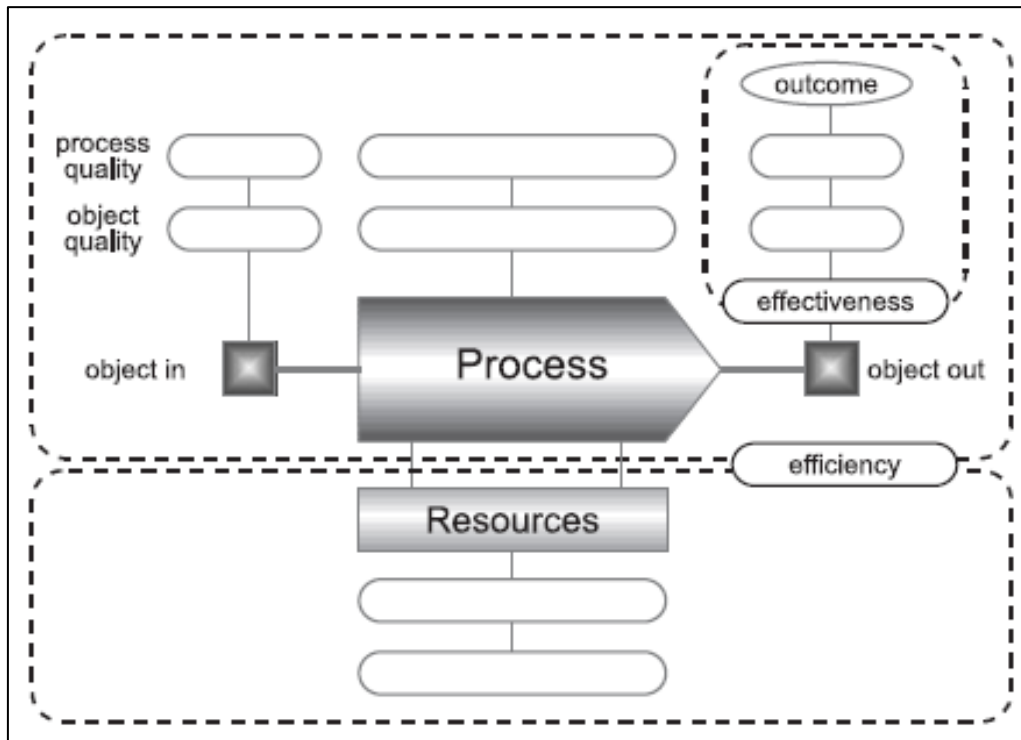 outcome
process
quality
object
quality
effectiveness
object in
Process
object out
efficiency
Resources